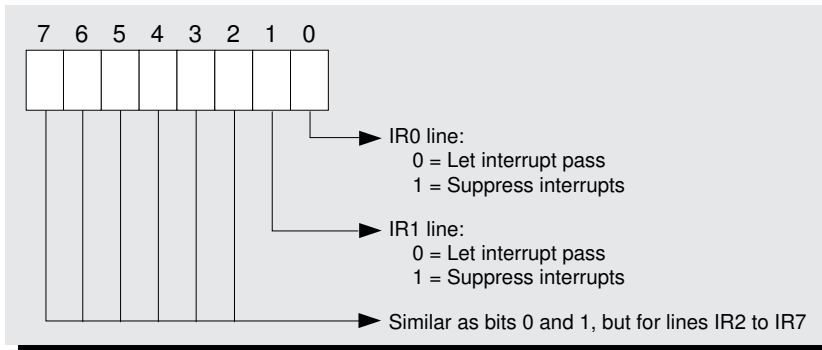 7 6 5 4 3 2 1 0
IR0 line:
0 = Let interrupt pass
1 = Suppress interrupts
IR1 line:
0 = Let interrupt pass
1 = Suppress interrupts
Similar as bits 0 and 1, but for lines IR2 to IR7